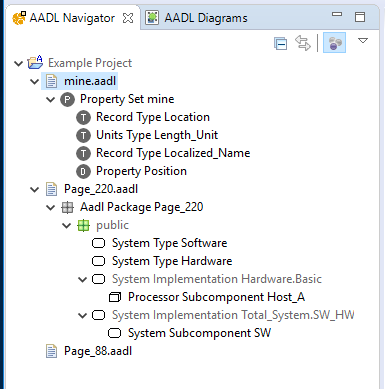 AADL Navigator AADL Diagrams
Example Project
mine.aadl
P Property Set mine
T Record Type Location
T Units Type Length_Unit
T Record Type Localized_Name
D Property Position
Page_220.aadl
Aadl Package Page_220
public
System Type Software
System Type Hardware
System Implementation Hardware.Basic
Processor Subcomponent Host_A
System Implementation Total_System.SW_HW
System Subcomponent SW
Page_88.aadl